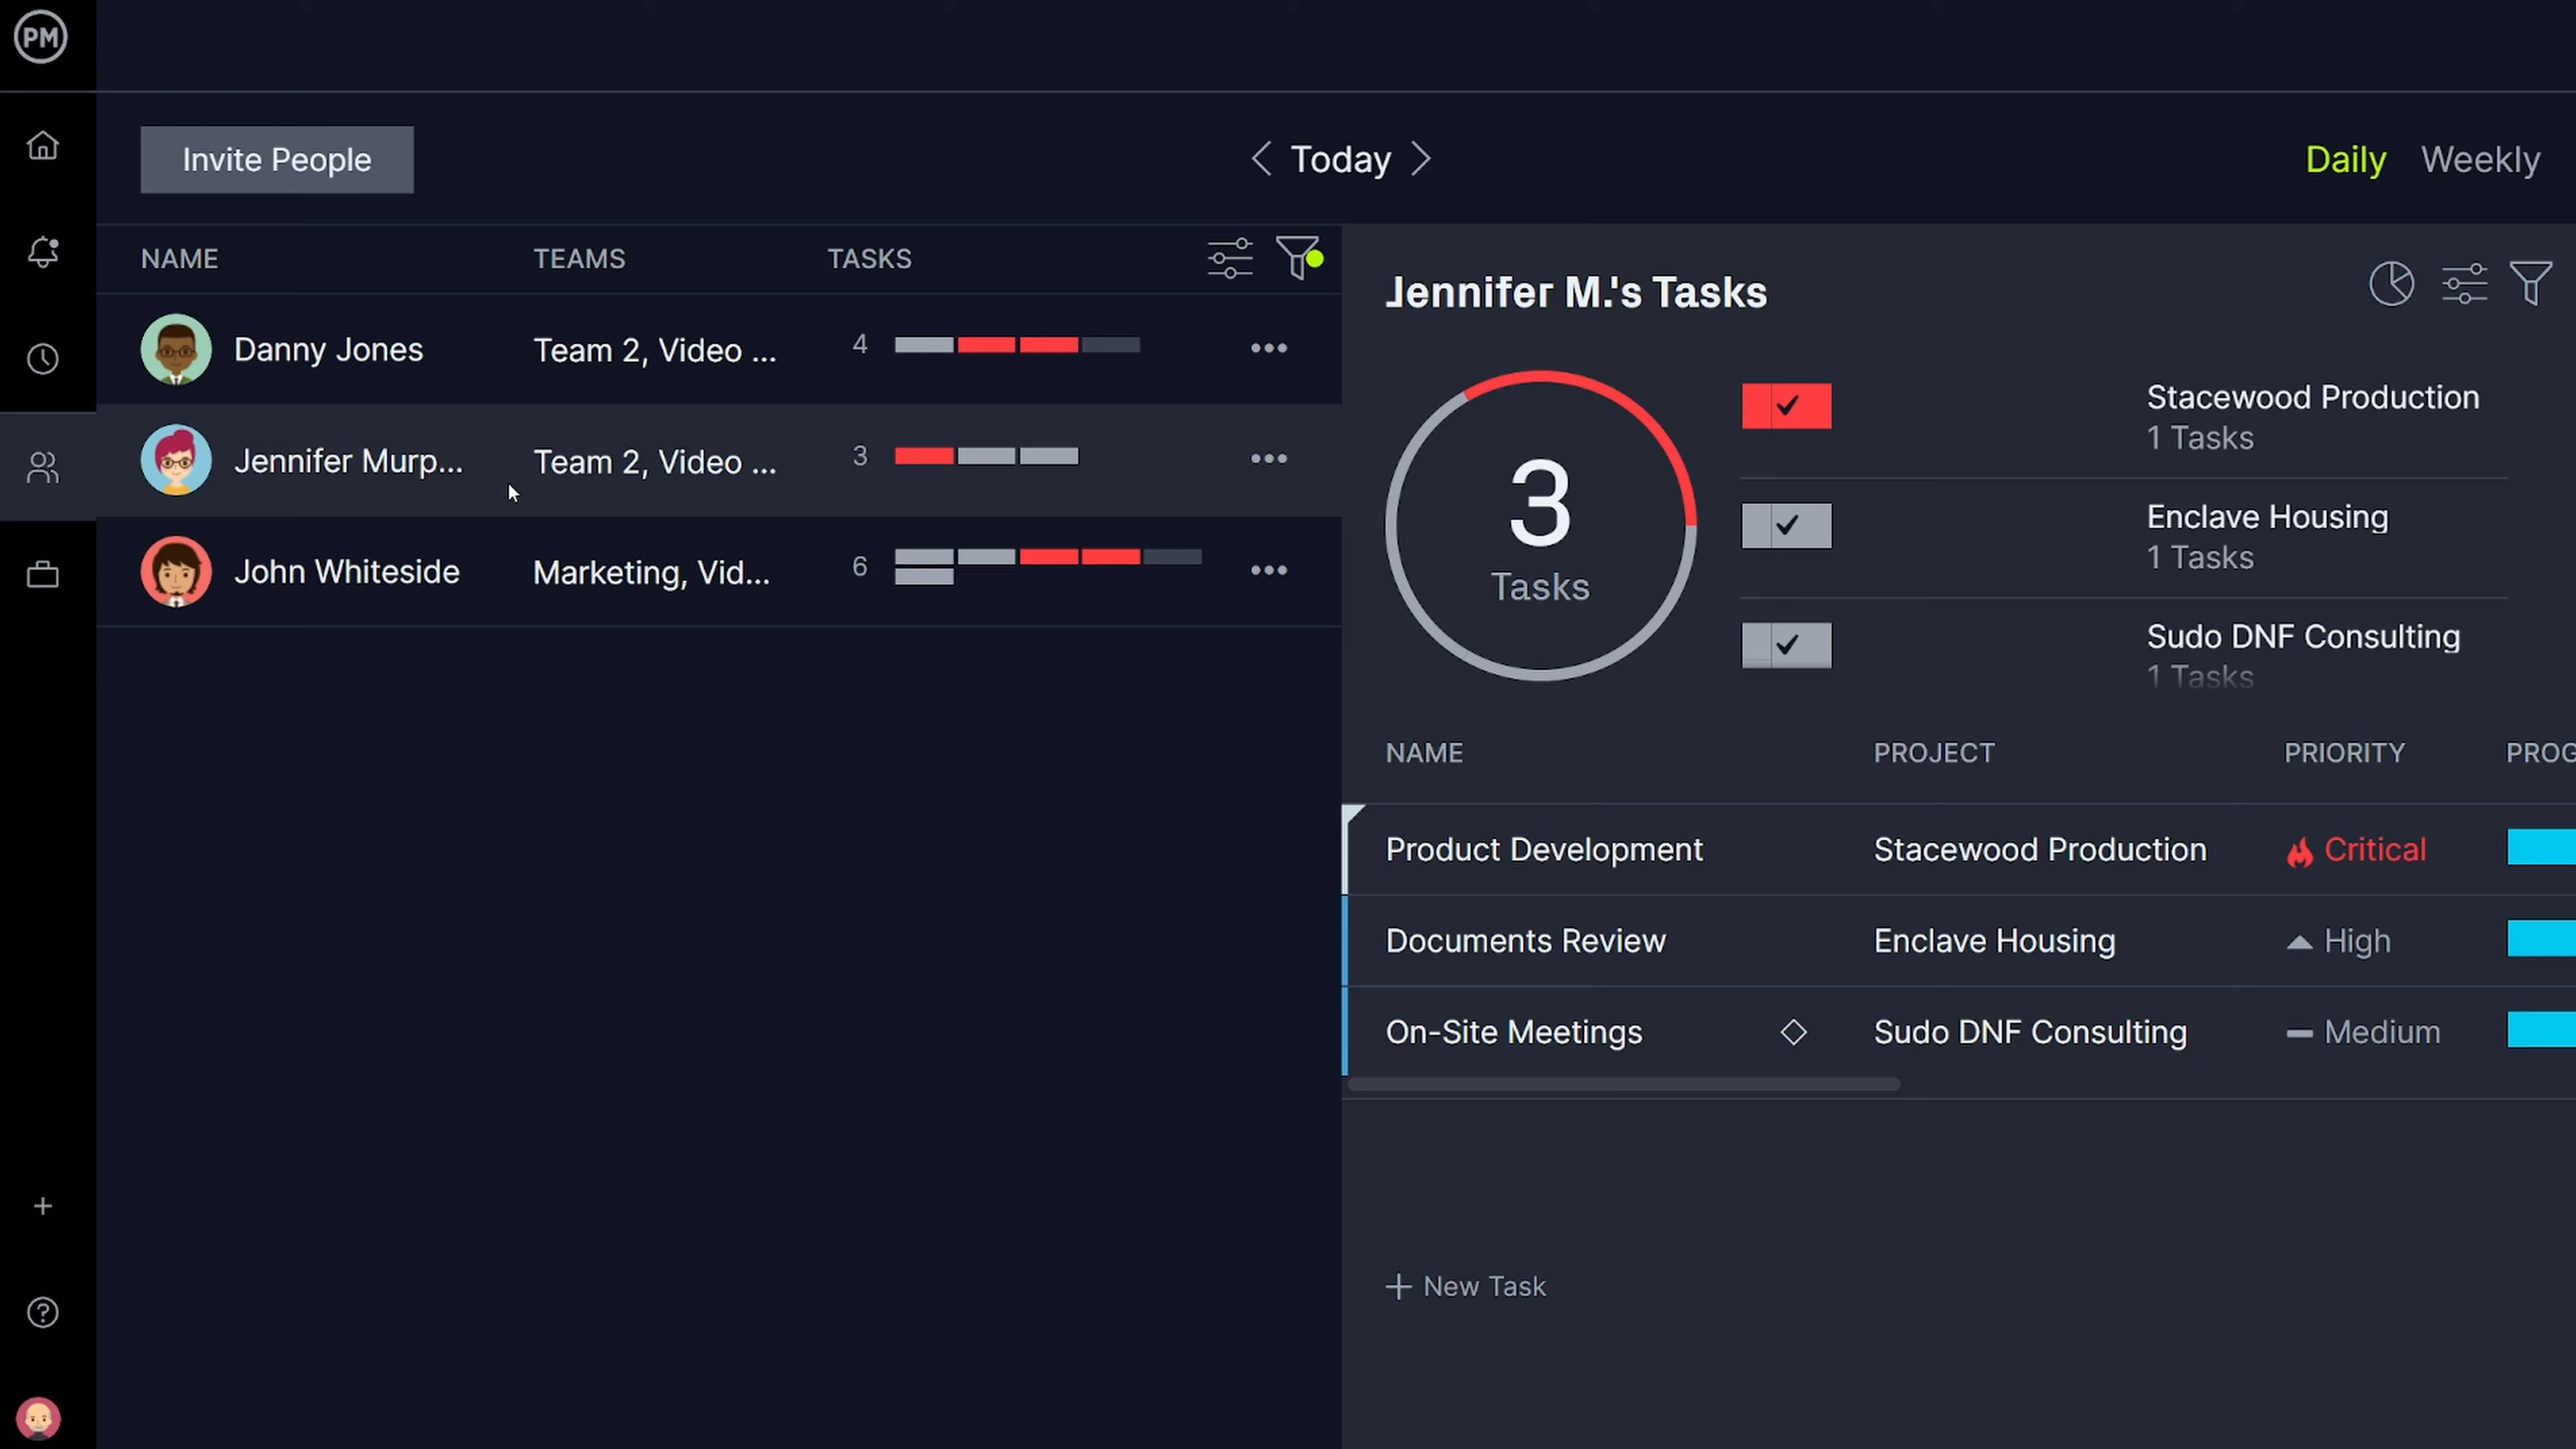 PM
Invite People
Today
Daily Weekly
NAME TEAMS TASKS
Danny Jones Team 2, Video ... 4
Jennifer Murp... Team 2, Video ... 3
John Whiteside Marketing, Vid... 6
Jennifer M.'s Tasks
3
Tasks
Stacewood Production
1 Tasks
Enclave Housing
1 Tasks
Sudo DNF Consulting
1 Tasks
NAME PROJECT PRIORITY PROG
Product Development Stacewood Production Critical
Documents Review Enclave Housing High
On-Site Meetings Sudo DNF Consulting Medium
+ New Task